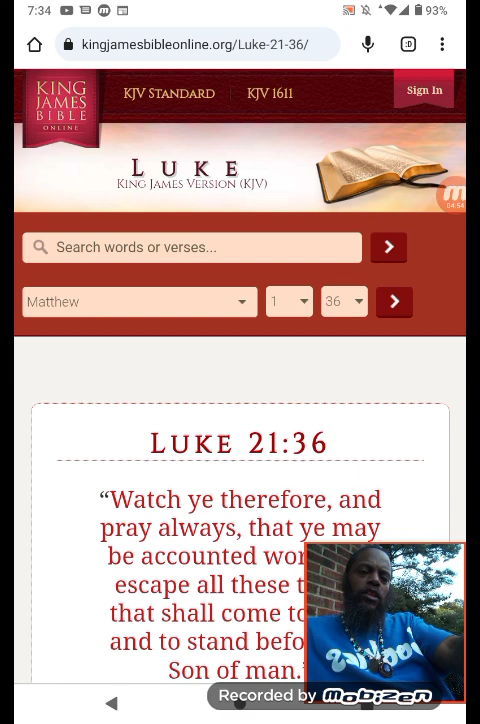 7:34
93%
kingjamesbibleonline.org/Luke-21-36/
KING
JAMES
BIBLE
ONLINE
KJV STANDARD
KJV 1611
Sign In
LUKE
KING JAMES VERSION (KJV)
04:54
Search words or verses...
Matthew 1 36
LUKE 21:36
“Watch ye therefore, and
pray always, that ye may
be accounted
escape all these
that shall come to
and to stand
Son of man.
Recorded by Mobizen